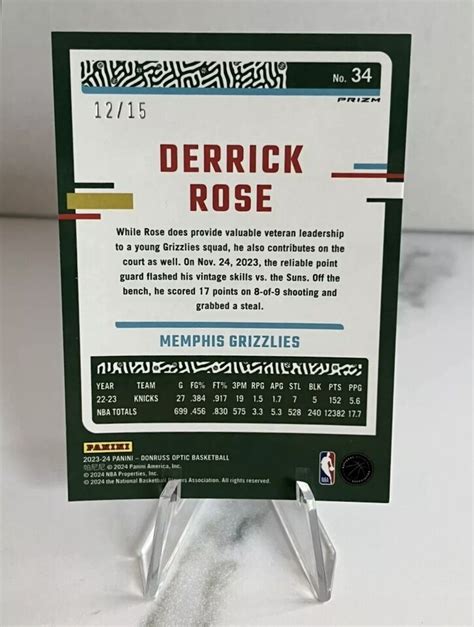 No. 34
PRIZM
12/15
DERRICK
ROSE
While Rose does provide valuable veteran leadership
to a young Grizzlies squad, he also contributes on the
court as well. On Nov. 24, 2023, the reliable point
guard flashed his vintage skills vs. the Suns. Off the
bench, he scored 17 points on 8-of-9 shooting and
grabbed a steal.
MEMPHIS GRIZZLIES
YEAR TEAM G FG% FT% 3PM RPG APG STL BLK PTS PPG
22-23 KNICKS 27 .384 .917 19 1.5 1.7 7 5 152 5.6
NBA TOTALS 699 .456 .830 575 3.3 5.3 528 240 12382 17.7
PANINI
2023-24 PANINI – DONRUSS OPTIC BASKETBALL
帕尼尼 © 2024 Panini America, Inc.
© 2024 NBA Properties, Inc.
© 2024 the National Basketball Players Association. All rights reserved.
NBA